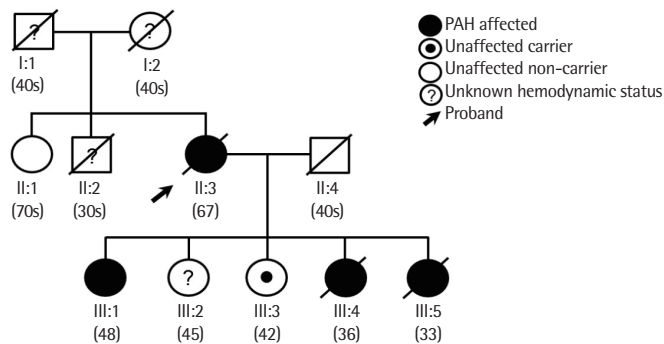 ?
?
I:1
(40s)
I:2
(40s)
PAH affected
Unaffected carrier
Unaffected non-carrier
? Unknown hemodynamic status
Proband
?
II:1
(70s)
II:2
(30s)
II:3
(67)
II:4
(40s)
?
III:1
(48)
III:2
(45)
III:3
(42)
III:4
(36)
III:5
(33)